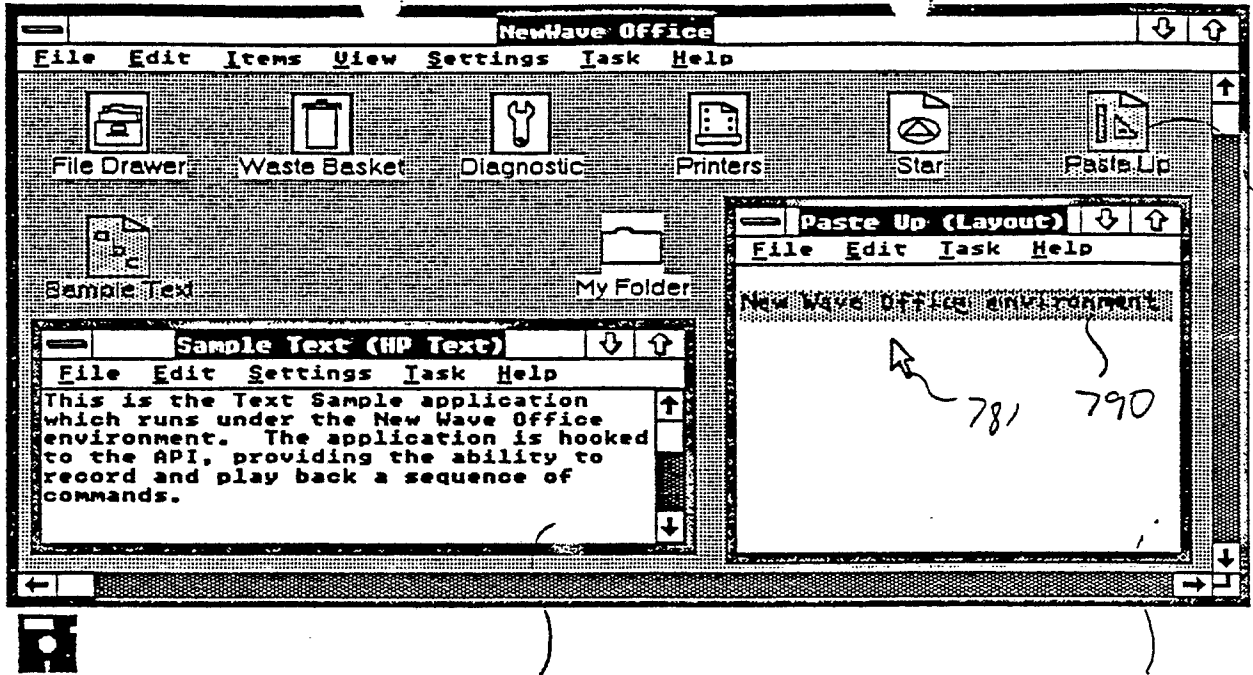 NewWave Office
File Edit Items View Settings Task Help
File Drawer Waste Basket Diagnostic Printers Star Paste Up
Sample Text My Folder
Paste Up (Layout)
File Edit Task Help
New Wave Office environment
781 790
Sample Text (HP Text)
File Edit Settings Task Help
This is the Text Sample application
which runs under the New Wave Office
environment. The application is hooked
to the API, providing the ability to
record and play back a sequence of
commands.